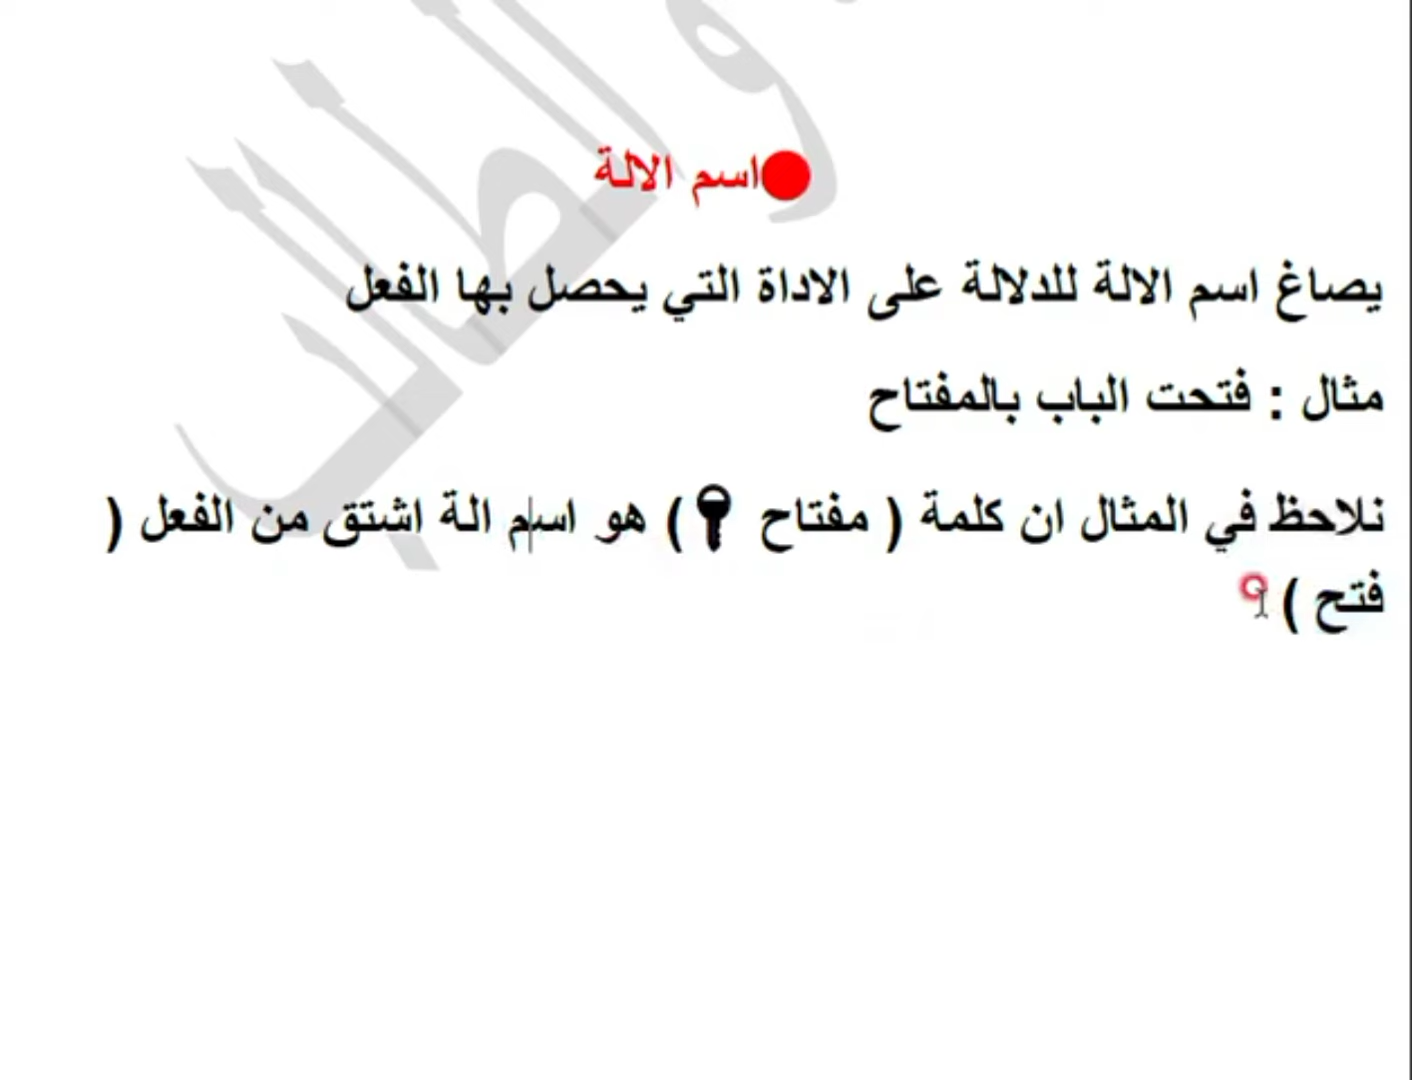 اسم الالة
يصاغ اسم الالة للدلالة على الاداة التي يحصل بها الفعل
مثال : فتحت الباب بالمفتاح
نلاحظ في المثال ان كلمة ( مفتاح ) هو اسم الة اشتق من الفعل (
فتح )